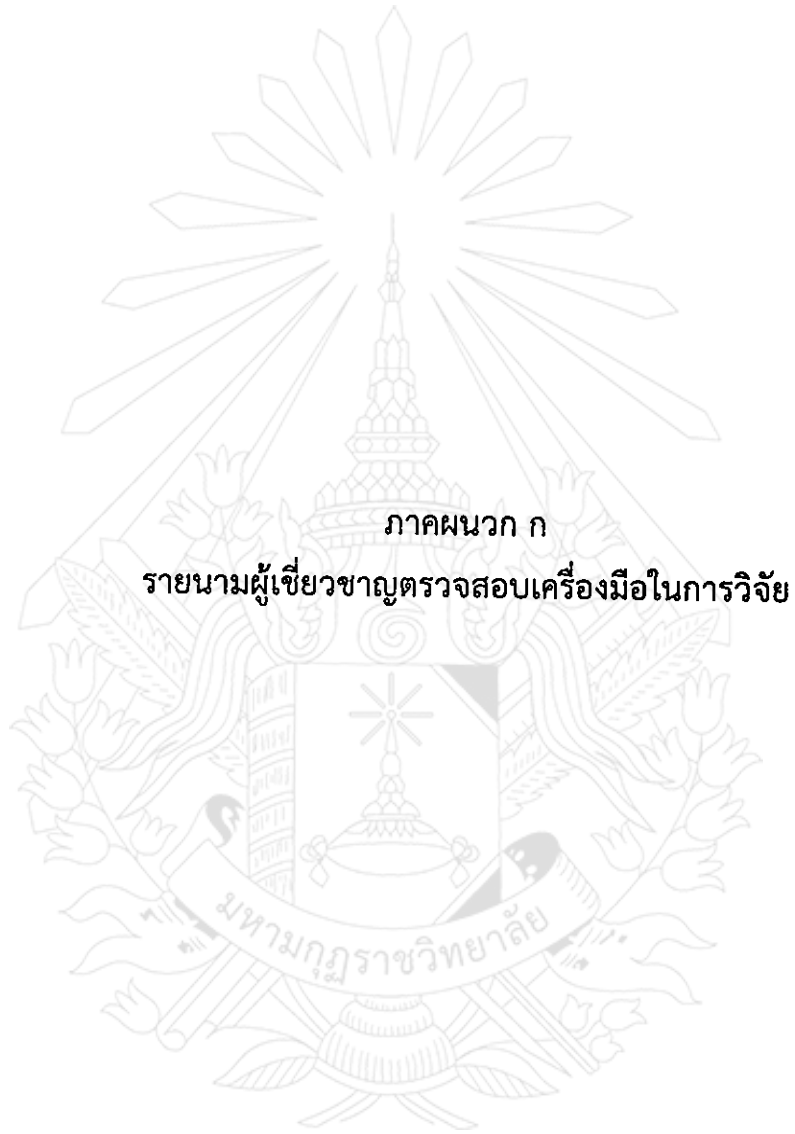 ภาคผนวก ก
รายนามผู้เชี่ยวชาญตรวจสอบเครื่องมือในการวิจัย
มหามกุฏราชวิทยาลัย